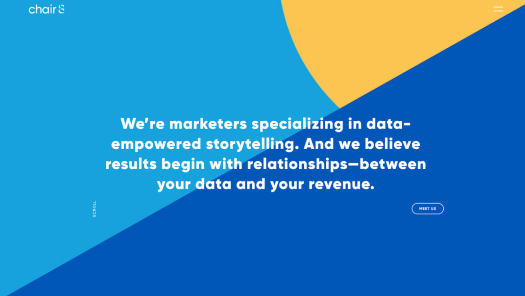 chair
We're marketers specializing in data-
empowered storytelling. And we believe
results begin with relationships—between
your data and your revenue.
SCROLL
MEET US